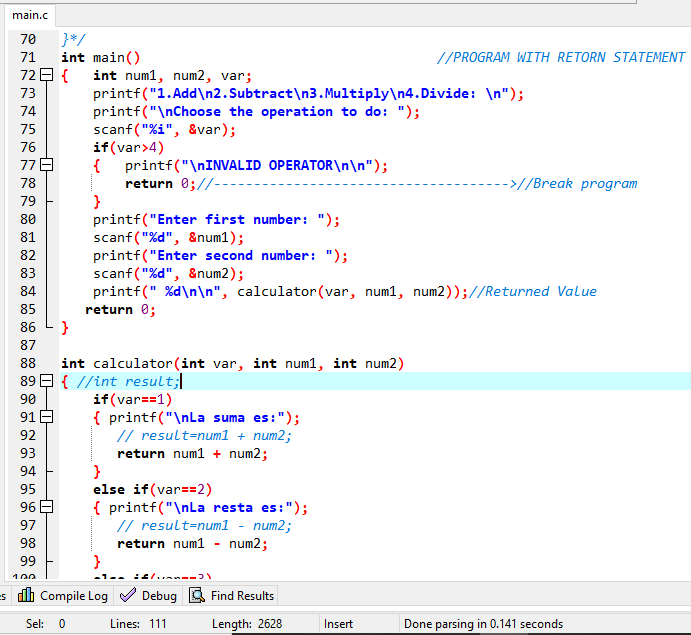 main.c
70 }*/
71 int main() //PROGRAM WITH RETORN STATEMENT
72 { int num1, num2, var;
73 printf("1.Add\n2.Subtract\n3.Multiply\n4.Divide: \n");
74 printf("\nChoose the operation to do: ");
75 scanf("%i", &var);
76 if(var>4)
77 { printf("\nINVALID OPERATOR\n\n");
78 return 0;//------------------------------------->//Break program
79 }
80 printf("Enter first number: ");
81 scanf("%d", &num1);
82 printf("Enter second number: ");
83 scanf("%d", &num2);
84 printf(" %d\n\n", calculator(var, num1, num2));//Returned Value
85 return 0;
86 }
87
88 int calculator(int var, int num1, int num2)
89 { //int result;
90 if(var==1)
91 { printf("\nLa suma es:");
92 // result=num1 + num2;
93 return num1 + num2;
94 }
95 else if(var==2)
96 { printf("\nLa resta es:");
97 // result=num1 - num2;
98 return num1 - num2;
99 }
100 else if(var==3)
Compile Log Debug Find Results
Sel: 0 Lines: 111 Length: 2628 Insert Done parsing in 0.141 seconds